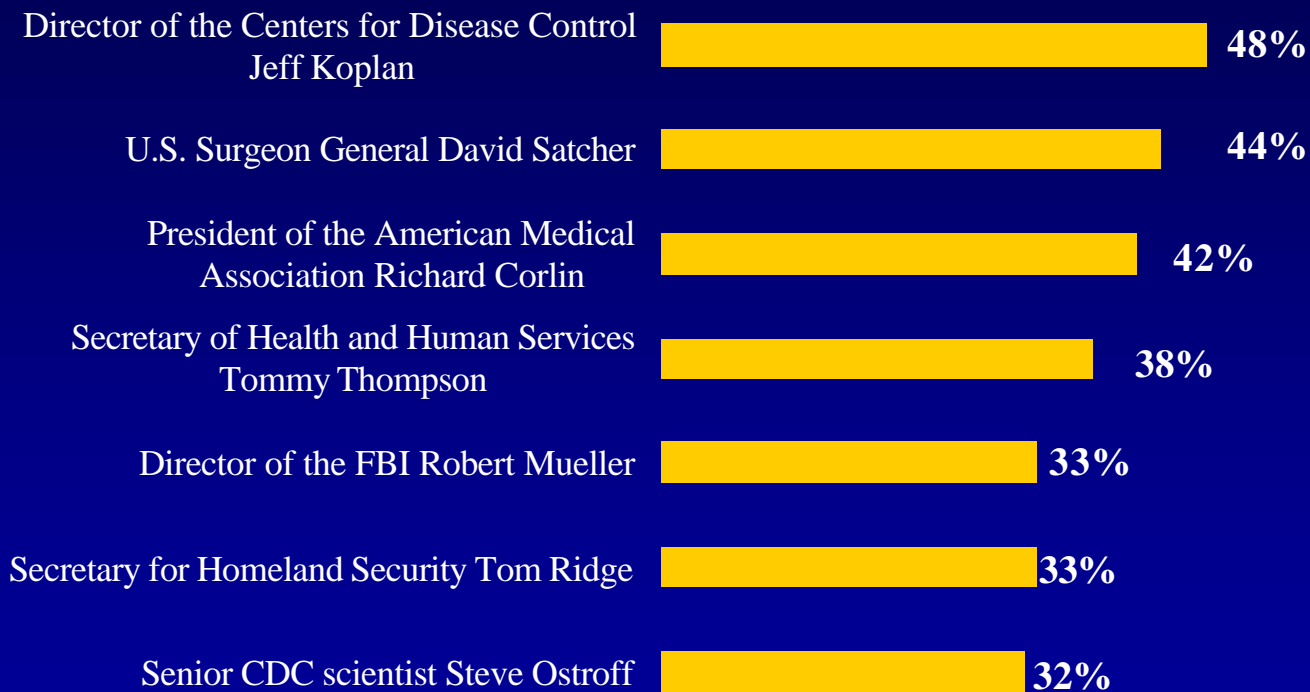 Director of the Centers for Disease Control
Jeff Koplan
48%
U.S. Surgeon General David Satcher
44%
President of the American Medical
Association Richard Corlin
42%
Secretary of Health and Human Services
Tommy Thompson
38%
Director of the FBI Robert Mueller
33%
Secretary for Homeland Security Tom Ridge
33%
Senior CDC scientist Steve Ostroff
32%